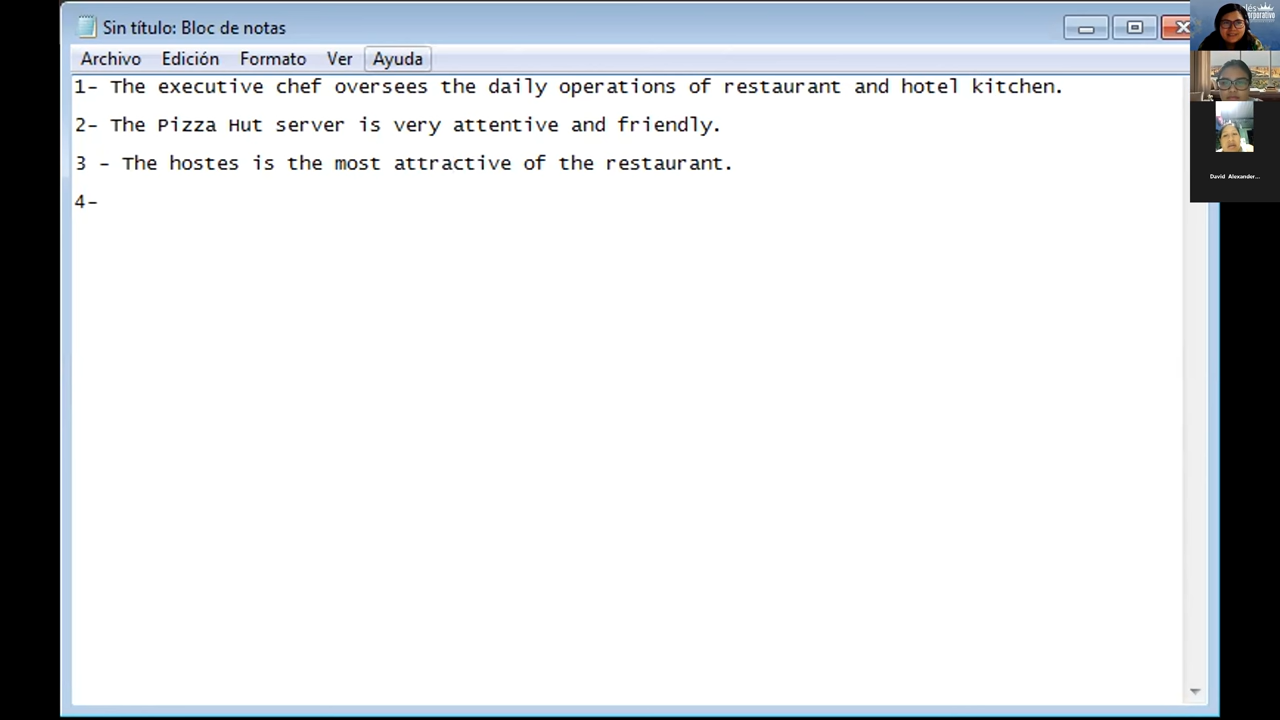 Sin título: Bloc de notas
Archivo Edición Formato Ver Ayuda
1- The executive chef oversees the daily operations of restaurant and hotel kitchen.
2- The Pizza Hut server is very attentive and friendly.
3 - The hostes is the most attractive of the restaurant.
4-
David Alexander...